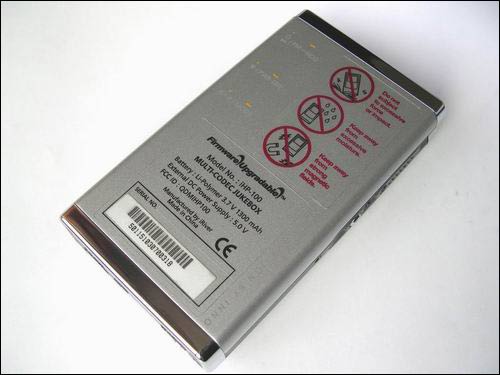 Do not
subject
to excessive
force
or impact.
Keep away
from
excessive
moisture.
Keep away
from
strong
magnetic
fields.
Firmware Upgradable ™
Model No.: iHP-100
MULTI-CODEC JUKEBOX
Battery : Li-Polymer 3.7 V 1300 mAh
External DC Power Supply : 5.0 V
FCC ID : QDMIHP100
Manufactured by iRiver
Made in China
CE
SERIAL NO.